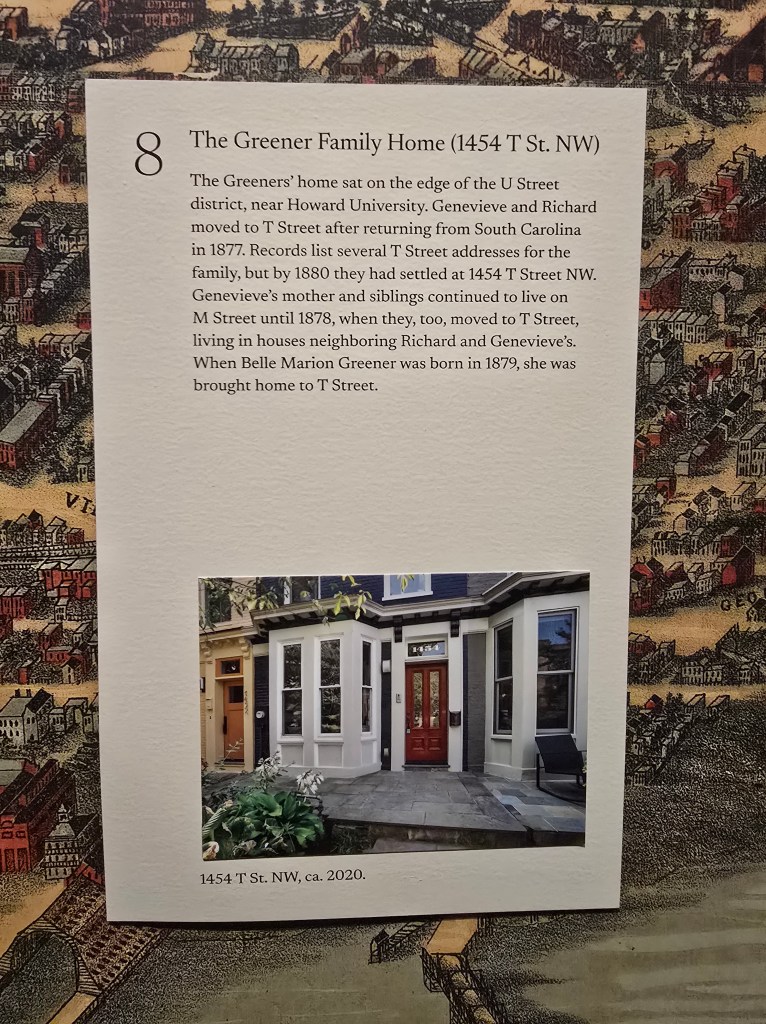 8
The Greener Family Home (1454 T St. NW)
The Greeners' home sat on the edge of the U Street
district, near Howard University. Genevieve and Richard
moved to T Street after returning from South Carolina
in 1877. Records list several T Street addresses for the
family, but by 1880 they had settled at 1454 T Street NW.
Genevieve's mother and siblings continued to live on
M Street until 1878, when they, too, moved to T Street,
living in houses neighboring Richard and Genevieve's.
When Belle Marion Greener was born in 1879, she was
brought home to T Street.
1454
1454 T St. NW, ca. 2020.